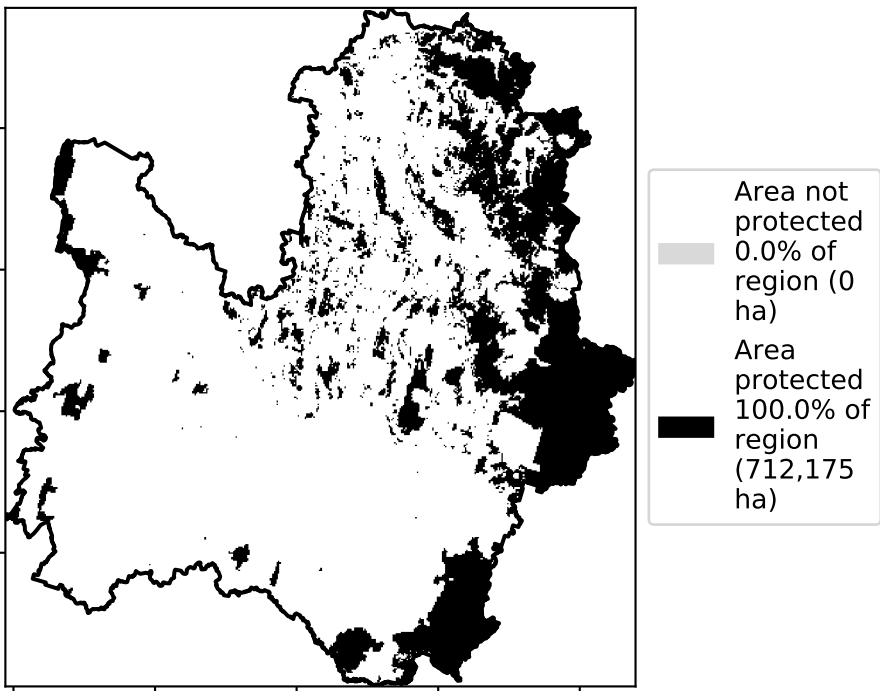 Area not
protected
0.0% of
region (0
ha)
Area
protected
100.0% of
region
(712,175
ha)